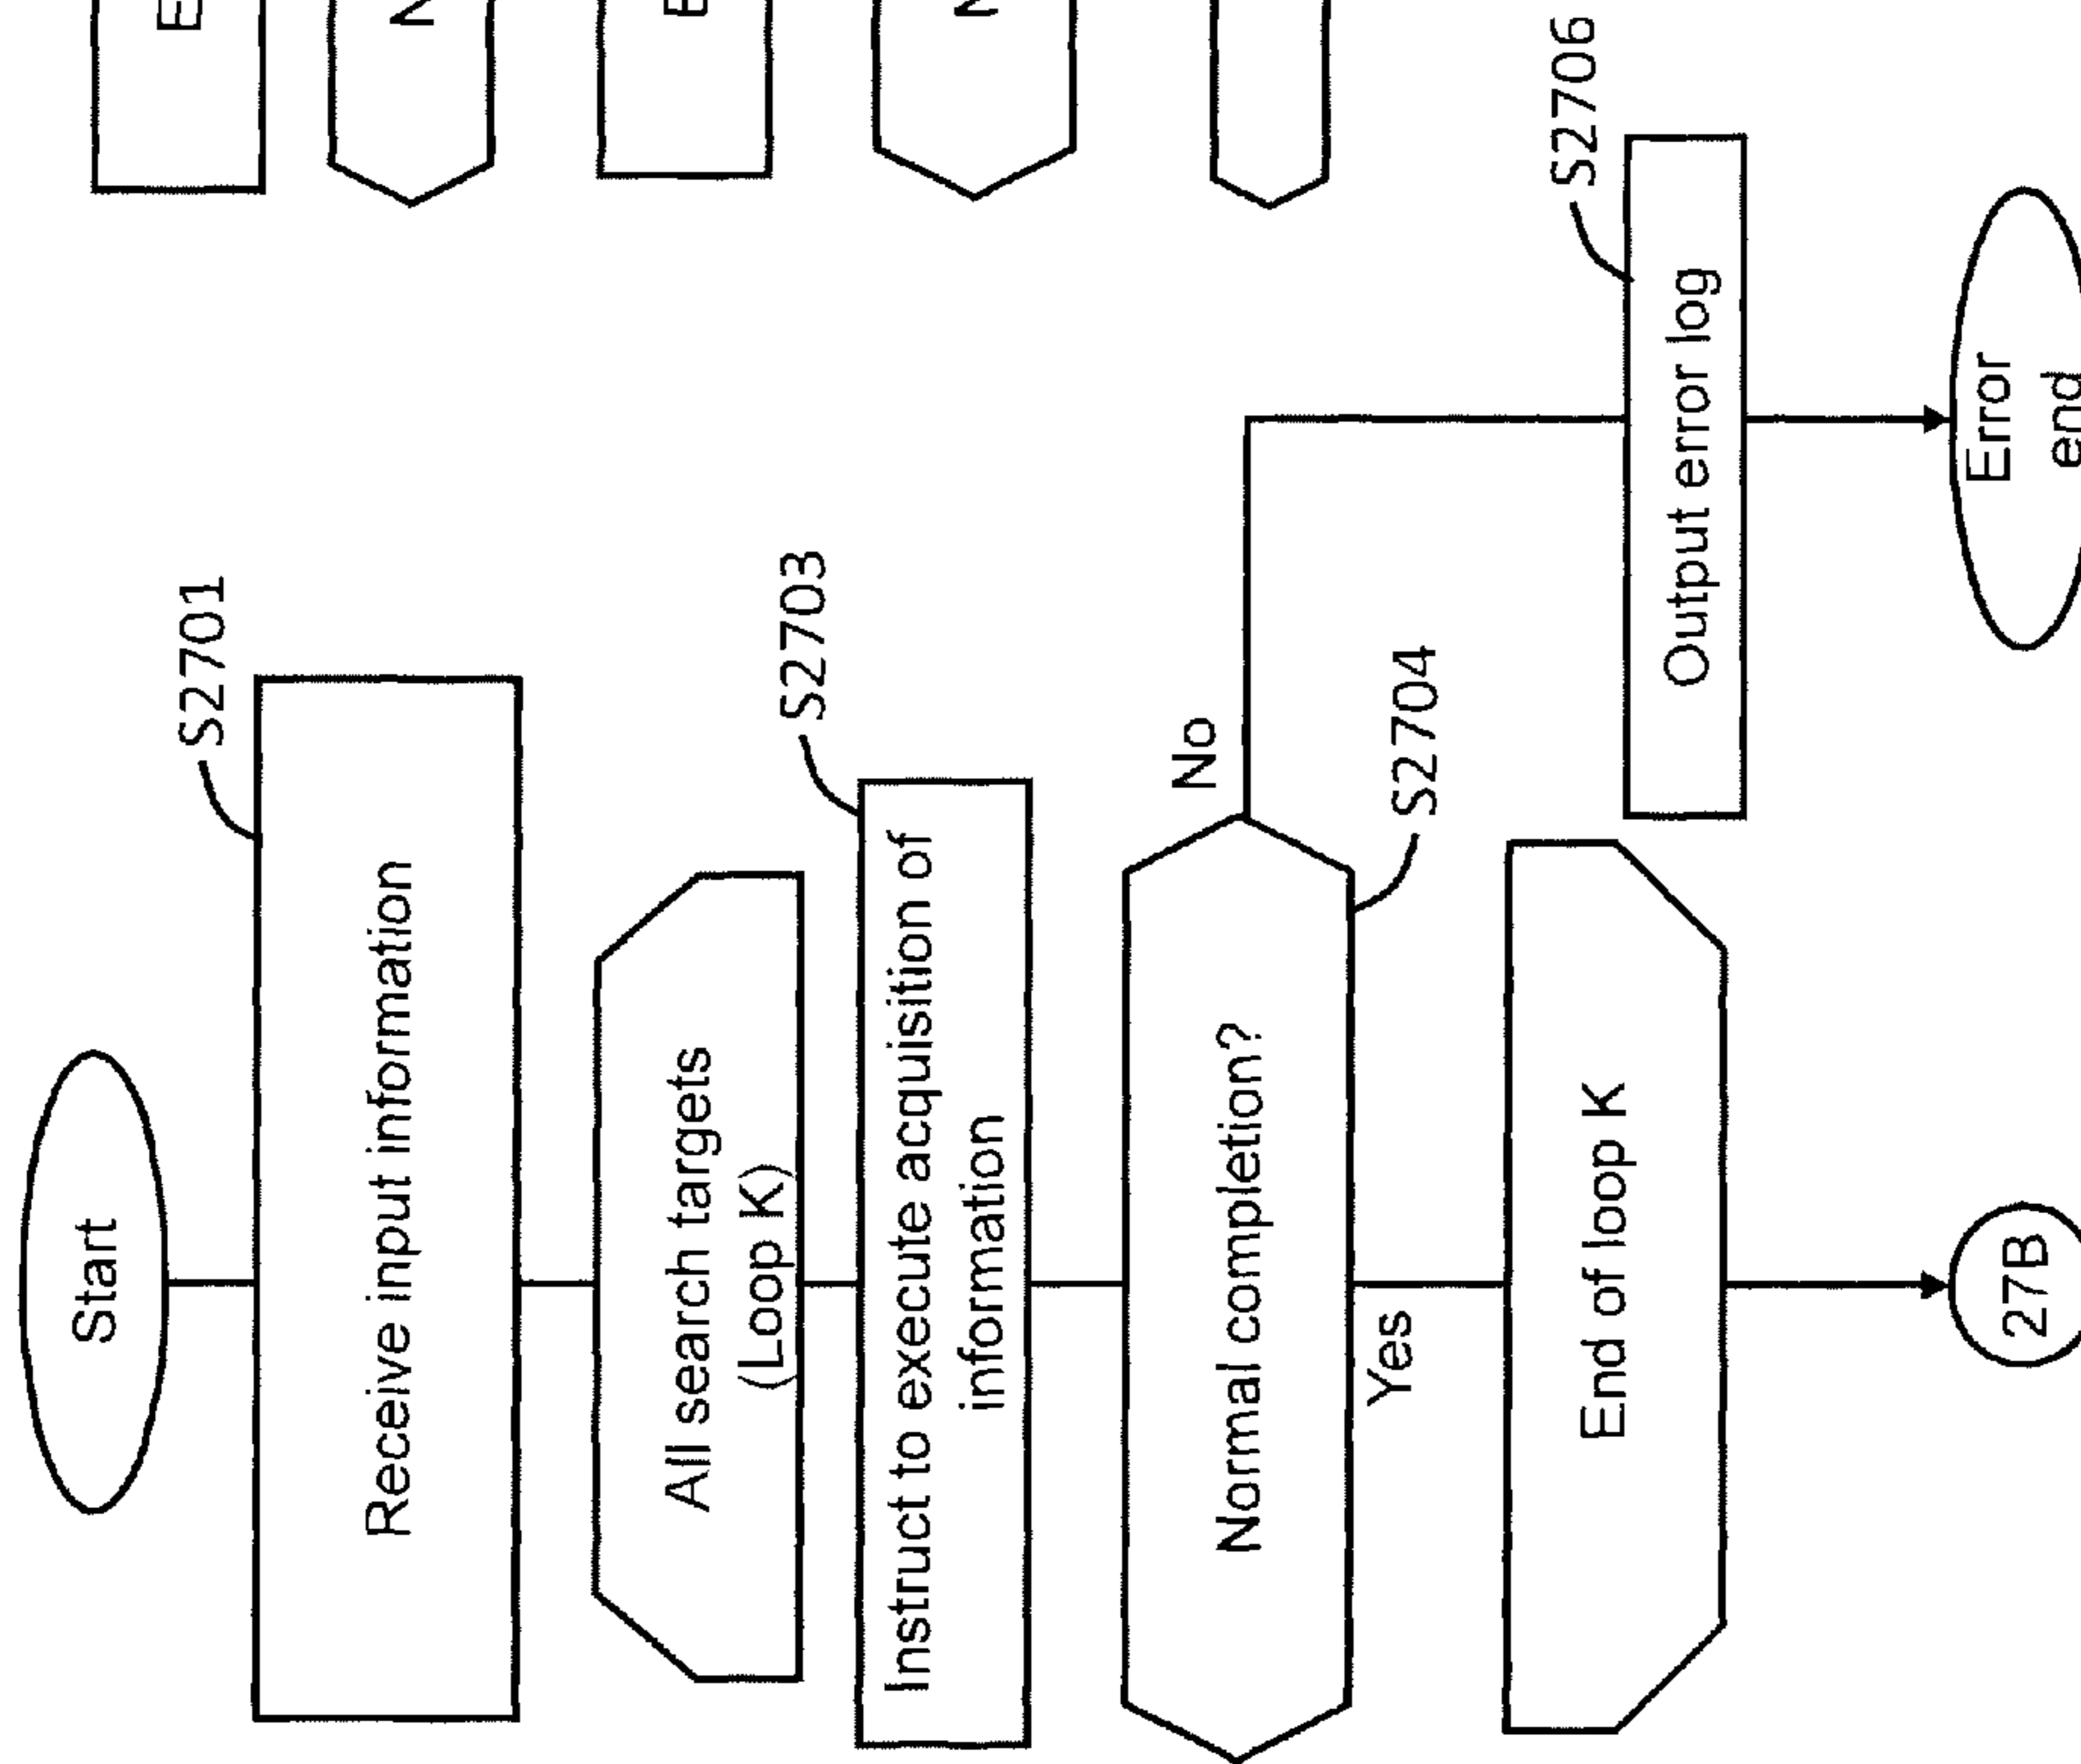 Start
S2701
Receive input information
All search targets
(Loop K)
S2703
Instruct to execute acquisition of
information
Normal completion?
No
S2704
Yes
End of loop K
27B
S2706
Output error log
Error
end